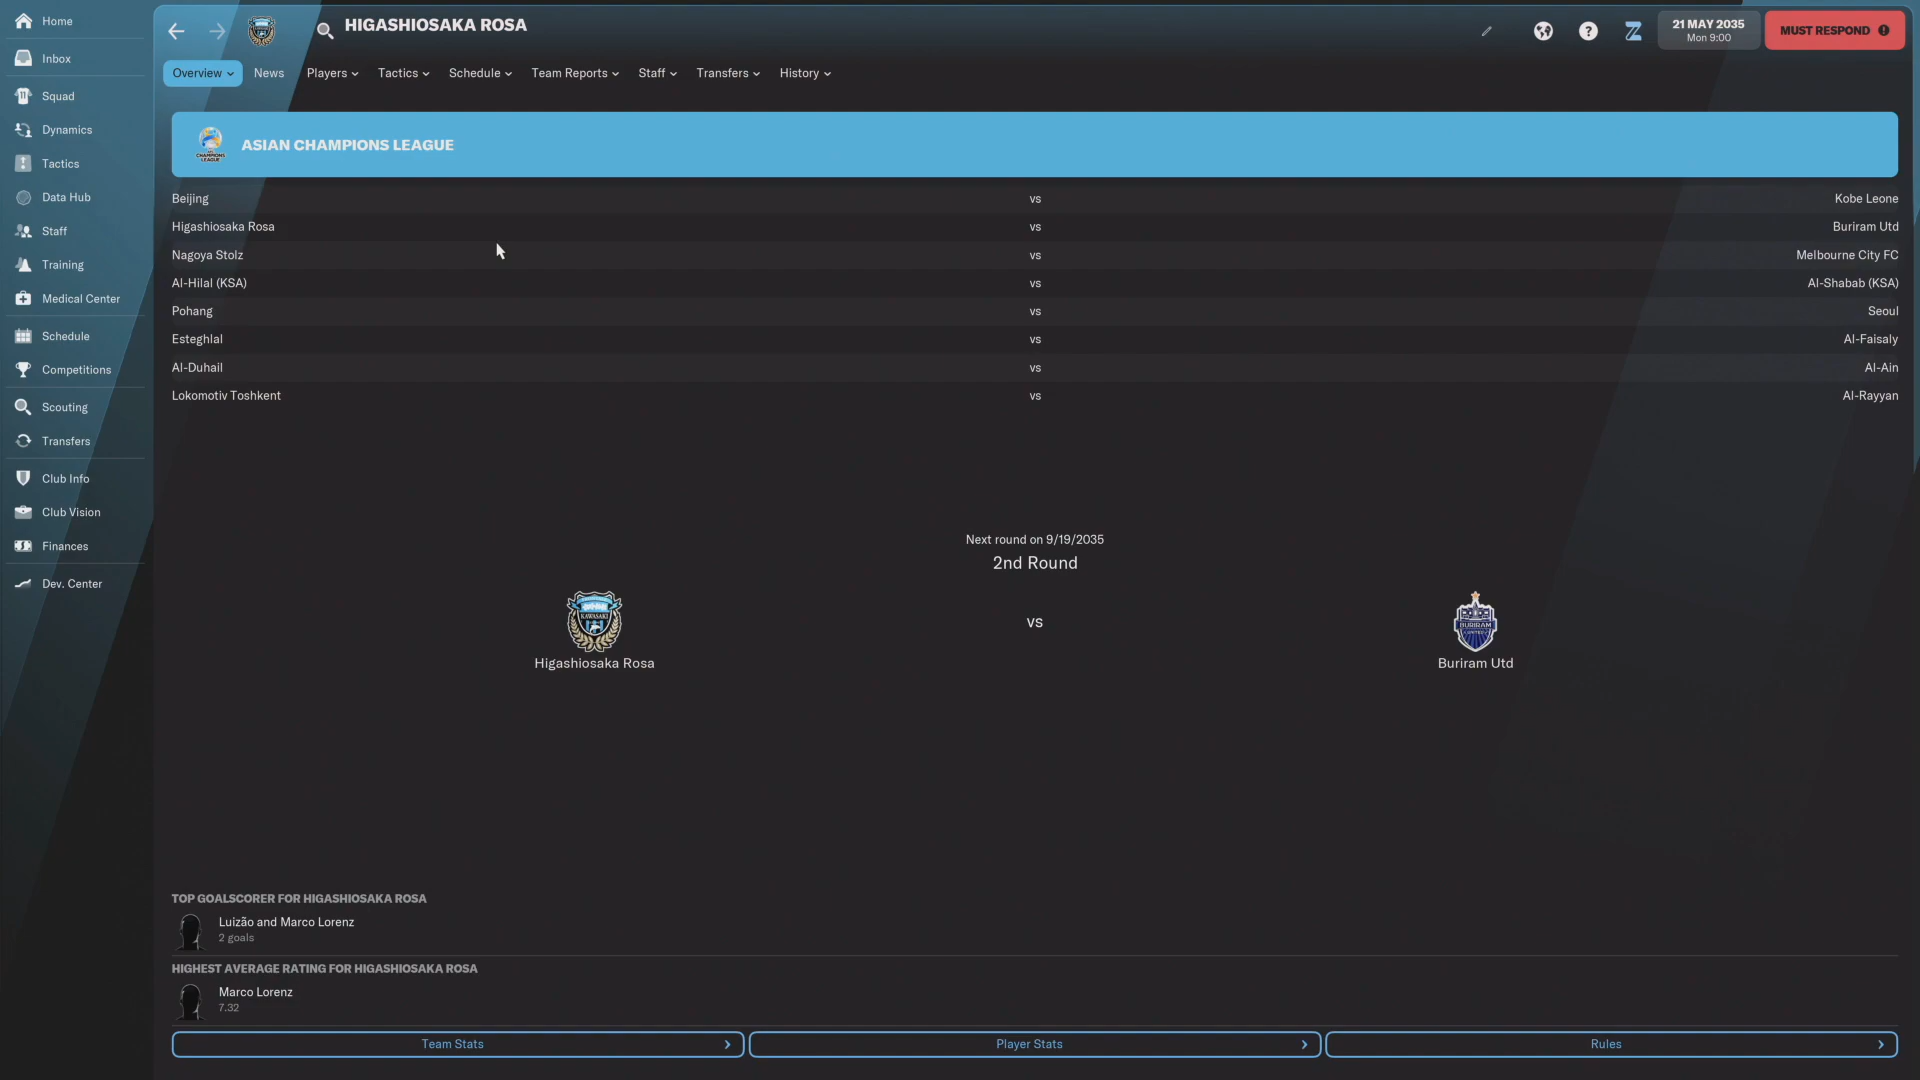 Home
Inbox
Squad
Dynamics
Tactics
Data Hub
Staff
Training
Medical Center
Schedule
Competitions
Scouting
Transfers
Club Info
Club Vision
Finances
Dev. Center
HIGASHIOSAKA ROSA
21 MAY 2035
Mon 9:00
MUST RESPOND
Overview News Players Tactics Schedule Team Reports Staff Transfers History
ASIAN CHAMPIONS LEAGUE
Beijing vs Kobe Leone
Higashiosaka Rosa vs Buriram Utd
Nagoya Stolz vs Melbourne City FC
Al-Hilal (KSA) vs Al-Shabab (KSA)
Pohang vs Seoul
Esteghlal vs Al-Faisaly
Al-Duhail vs Al-Ain
Lokomotiv Toshkent vs Al-Rayyan
Next round on 9/19/2035
2nd Round
KAWASAKI
vs
BURIRAM
Higashiosaka Rosa Buriram Utd
TOP GOALSCORER FOR HIGASHIOSAKA ROSA
Luizão and Marco Lorenz
2 goals
HIGHEST AVERAGE RATING FOR HIGASHIOSAKA ROSA
Marco Lorenz
7.32
Team Stats Player Stats Rules